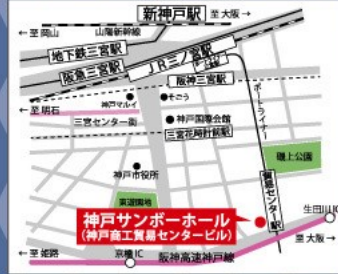 新神戸駅
至大阪→
←至岡山
山陽新幹線
地下鉄三宮駅
JR三ノ宮駅
阪急三宮駅
至大阪→
阪神三宮駅
神戸マルイ
そごう
←至明石
三宮センター街
神戸国際会館
三宮花時計前駅
ポートライナー
神戸市役所
磯上公園
東遊園地
貿易センター駅
神戸サンボーホール
(神戸商工貿易センタービル)
生田川IC
至大阪→
←至姫路
京橋IC
阪神高速神戸線